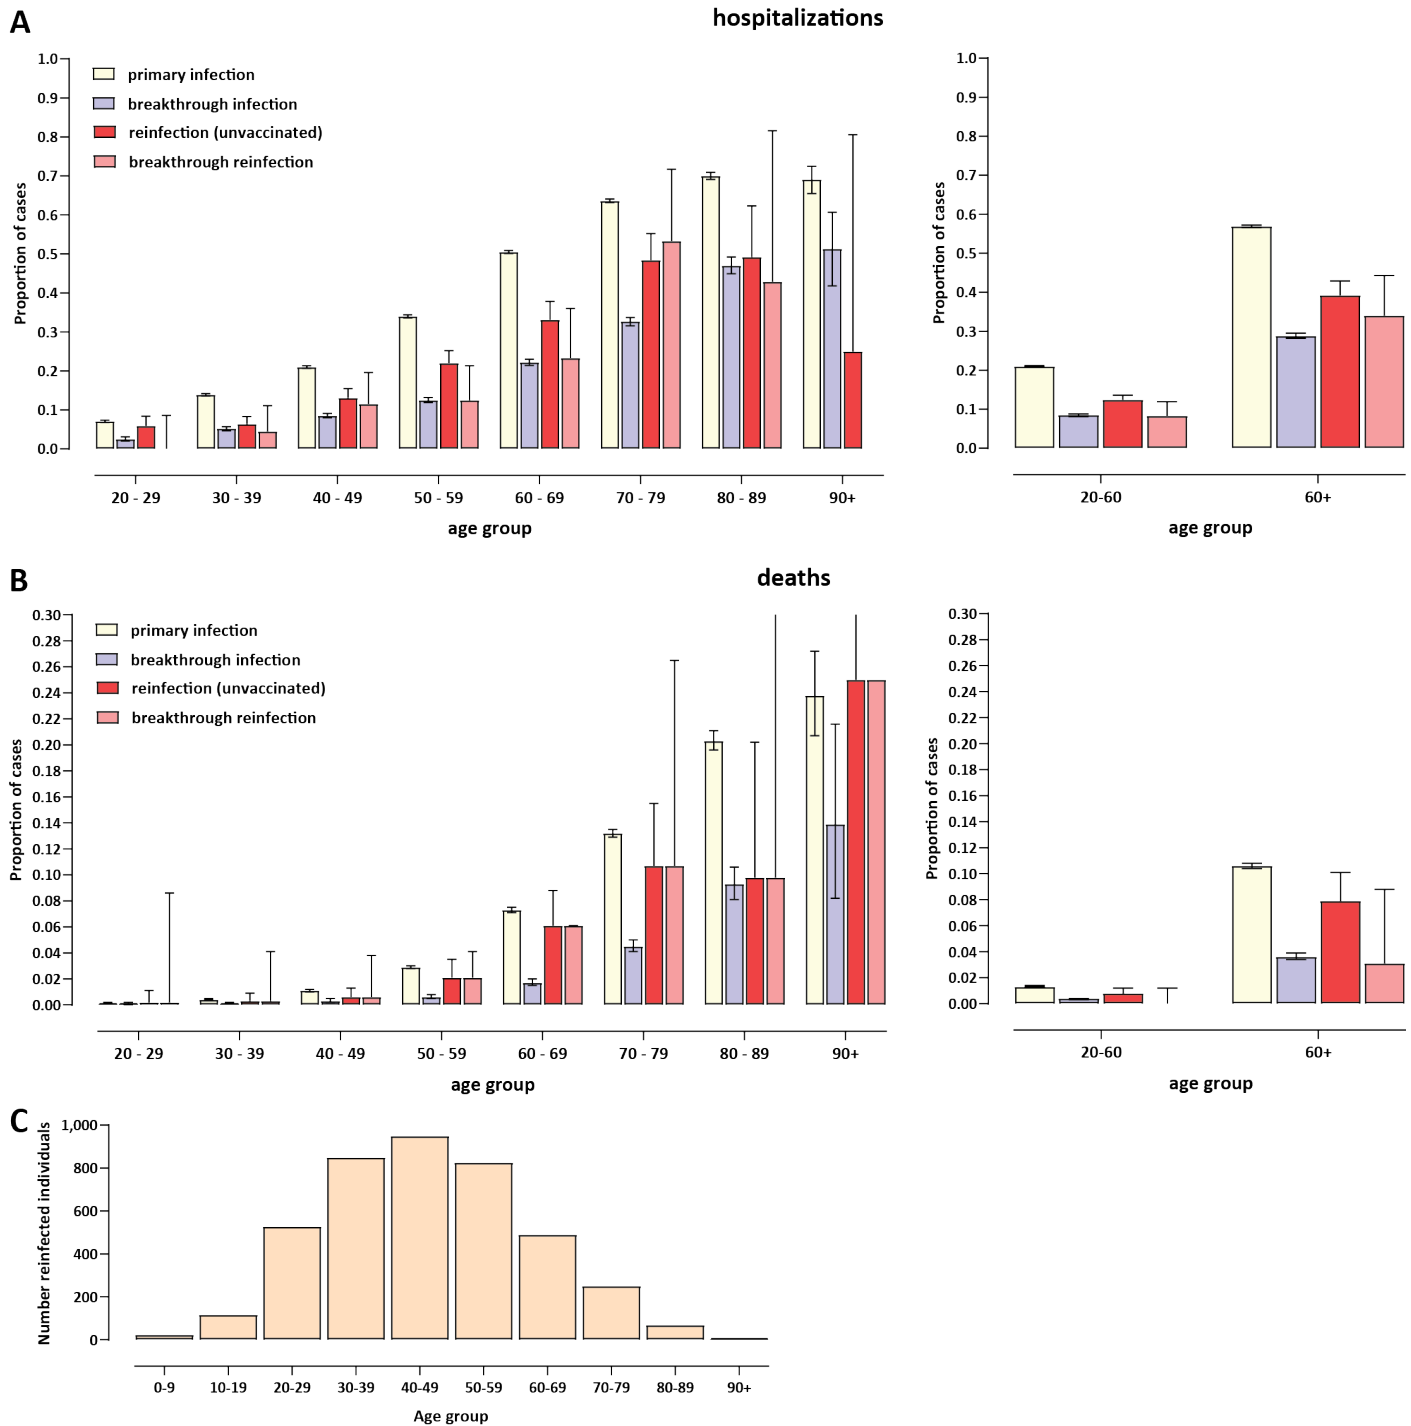 A
hospitalizations
1.0
0.9
0.8
0.7
0.6
0.5
0.4
0.3
0.2
0.1
0.0
Proportion of cases
primary infection
breakthrough infection
reinfection (unvaccinated)
breakthrough reinfection
20 - 29 30 - 39 40 - 49 50 - 59 60 - 69 70 - 79 80 - 89 90+
age group
1.0
0.9
0.8
0.7
0.6
0.5
0.4
0.3
0.2
0.1
0.0
Proportion of cases
20-60 60+
age group
B
deaths
0.30
0.28
0.26
0.24
0.22
0.20
0.18
0.16
0.14
0.12
0.10
0.08
0.06
0.04
0.02
0.00
Proportion of cases
primary infection
breakthrough infection
reinfection (unvaccinated)
breakthrough reinfection
20 - 29 30 - 39 40 - 49 50 - 59 60 - 69 70 - 79 80 - 89 90+
age group
0.30
0.28
0.26
0.24
0.22
0.20
0.18
0.16
0.14
0.12
0.10
0.08
0.06
0.04
0.02
0.00
Proportion of cases
20-60 60+
age group
C
1,000
800
600
400
200
0
Number reinfected individuals
0-9 10-19 20-29 30-39 40-49 50-59 60-69 70-79 80-89 90+
Age group